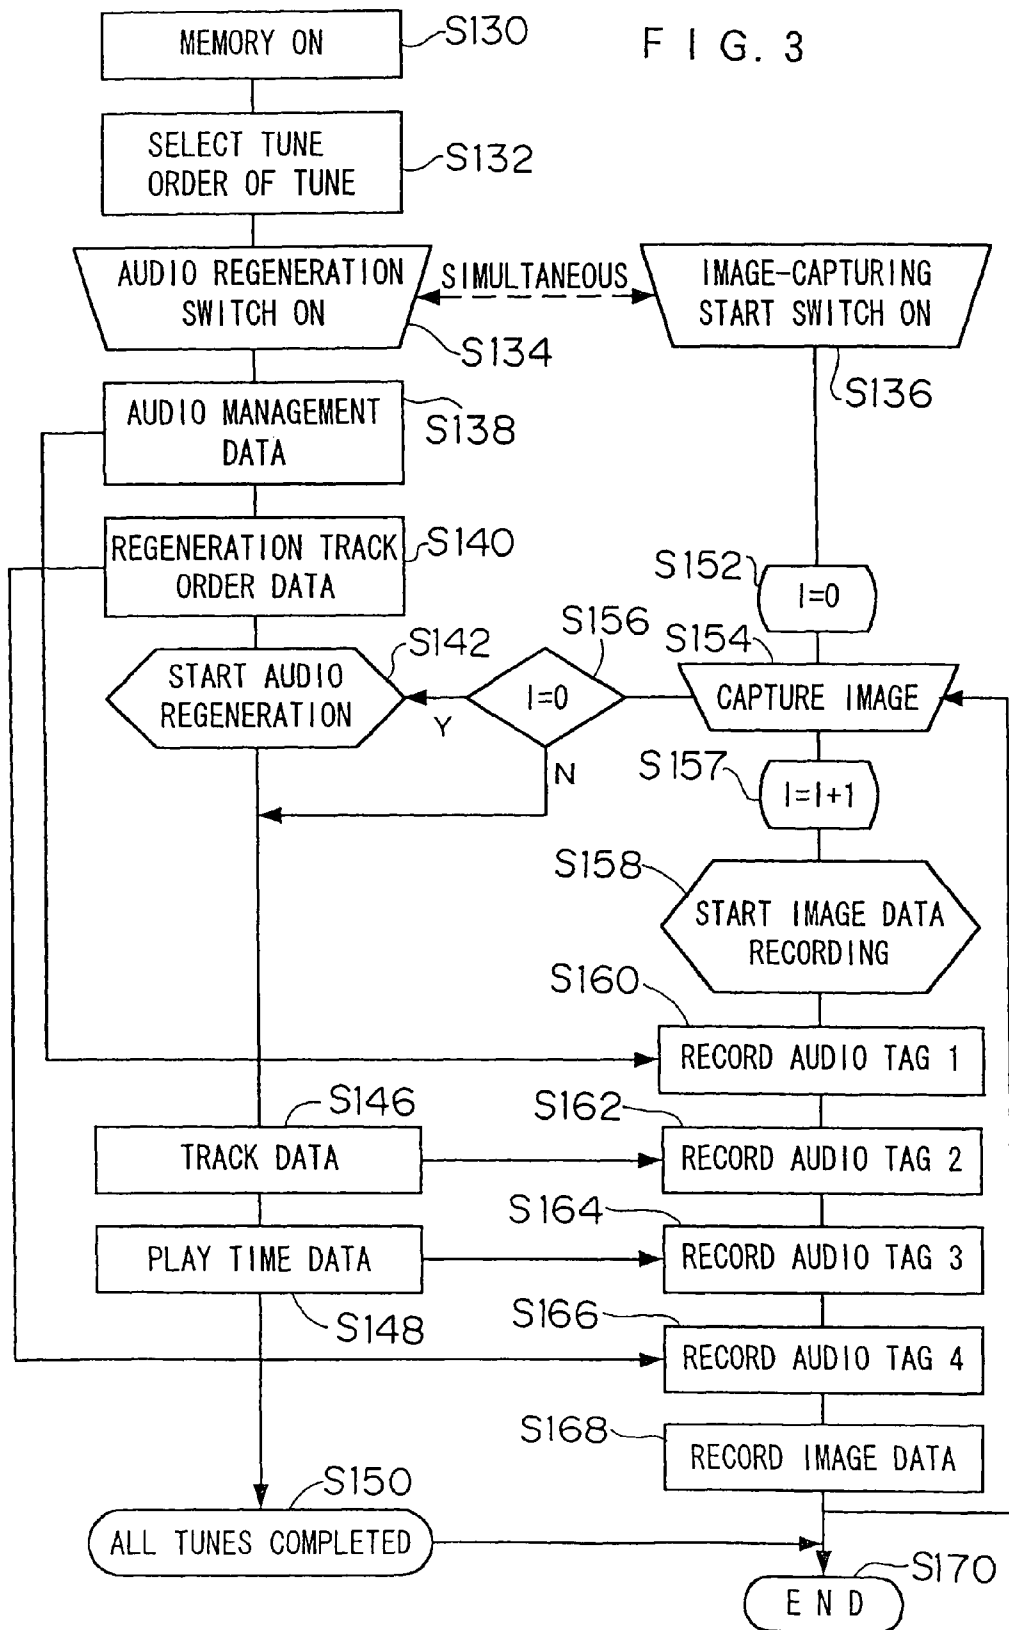 FIG. 3
MEMORY ON
S130
SELECT TUNE
ORDER OF TUNE
S132
AUDIO REGENERATION
SWITCH ON
S134
SIMULTANEOUS
IMAGE-CAPTURING
START SWITCH ON
S136
AUDIO MANAGEMENT
DATA
S138
REGENERATION TRACK
ORDER DATA
S140
S152
I=0
S142
START AUDIO
REGENERATION
S156
I=0
Y
N
S154
CAPTURE IMAGE
S157
I=I+1
S158
START IMAGE DATA
RECORDING
S160
RECORD AUDIO TAG 1
S146
TRACK DATA
S162
RECORD AUDIO TAG 2
PLAY TIME DATA
S148
S164
RECORD AUDIO TAG 3
S166
RECORD AUDIO TAG 4
S168
RECORD IMAGE DATA
S150
ALL TUNES COMPLETED
S170
END